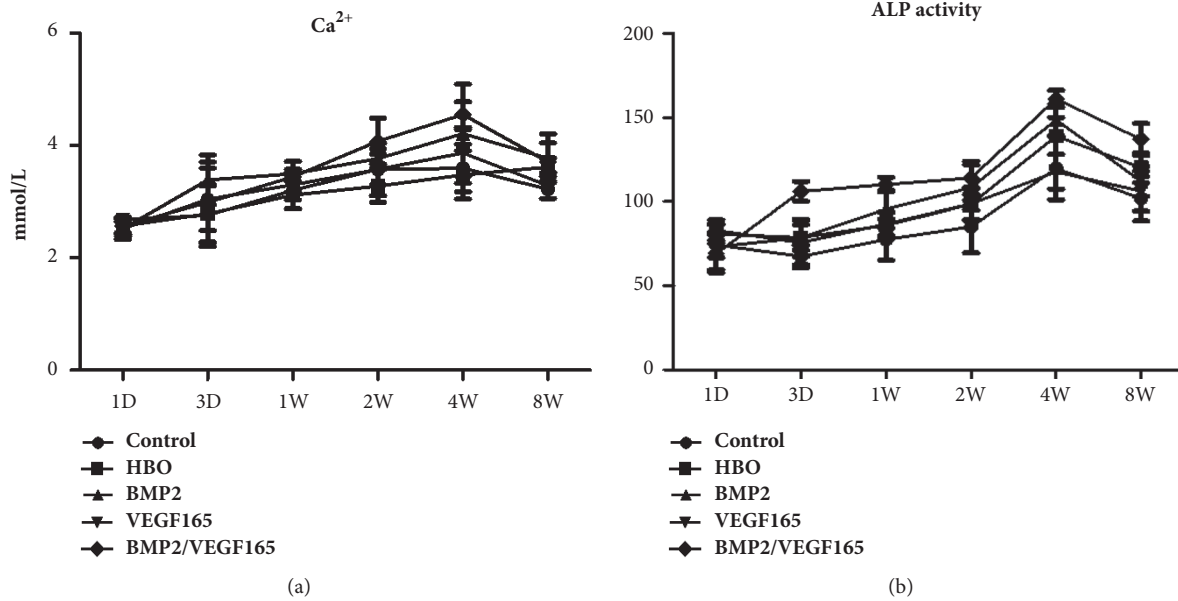 Ca²⁺
6
4
2
0
mmol/L
1D 3D 1W 2W 4W 8W
Control
HBO
BMP2
VEGF165
BMP2/VEGF165
(a)
ALP activity
200
150
100
50
0
1D 3D 1W 2W 4W 8W
Control
HBO
BMP2
VEGF165
BMP2/VEGF165
(b)